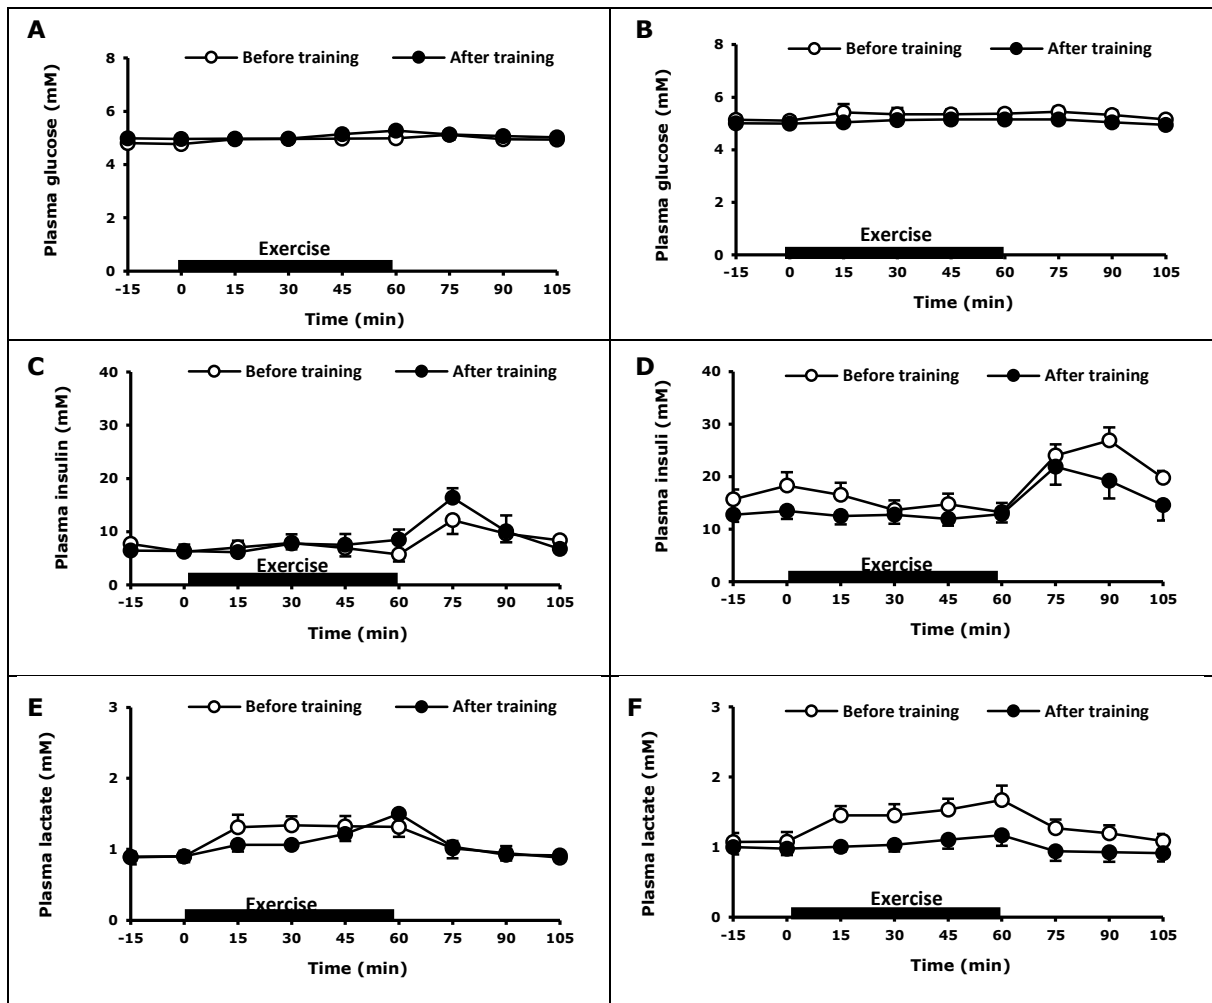 A
Before training After training
Plasma glucose (mM)
8
6
4
2
0
Exercise
-15 0 15 30 45 60 75 90 105
Time (min)
B
Before training After training
Plasma glucose (mM)
8
6
4
2
0
Exercise
-15 0 15 30 45 60 75 90 105
Time (min)
C
Before training After training
Plasma insulin (mM)
40
30
20
10
0
Exercise
-15 0 15 30 45 60 75 90 105
Time (min)
D
Before training After training
Plasma insuli (mM)
40
30
20
10
0
Exercise
-15 0 15 30 45 60 75 90 105
Time (min)
E
Before training After training
Plasma lactate (mM)
3
2
1
0
Exercise
-15 0 15 30 45 60 75 90 105
Time (min)
F
Before training After training
Plasma lactate (mM)
3
2
1
0
Exercise
-15 0 15 30 45 60 75 90 105
Time (min)